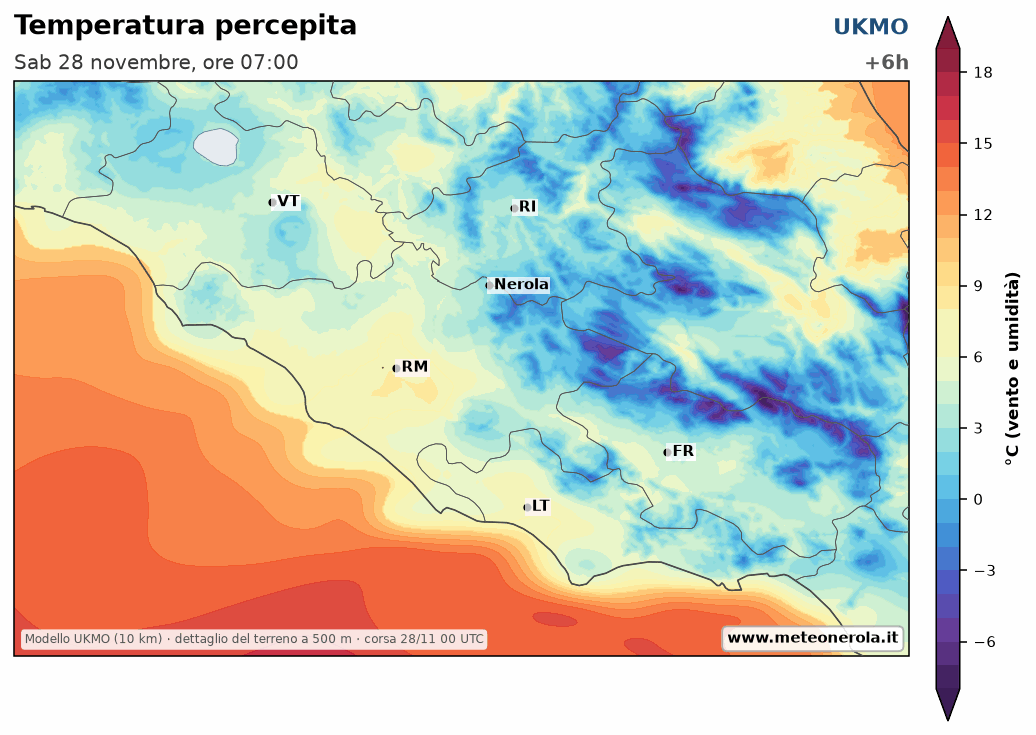 Temperatura percepita
UKMO
Sab 28 novembre, ore 07:00
+6h
VT
RI
Nerola
RM
FR
LT
18
15
12
9
6
3
0
−3
−6
°C (vento e umidità)
Modello UKMO (10 km) · dettaglio del terreno a 500 m · corsa 28/11 00 UTC
www.meteonerola.it